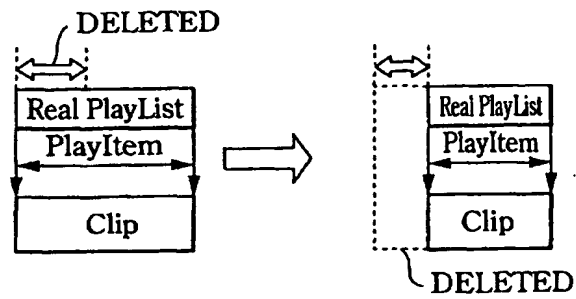 DELETED
Real PlayList
PlayItem
Clip
Real PlayList
PlayItem
Clip
DELETED